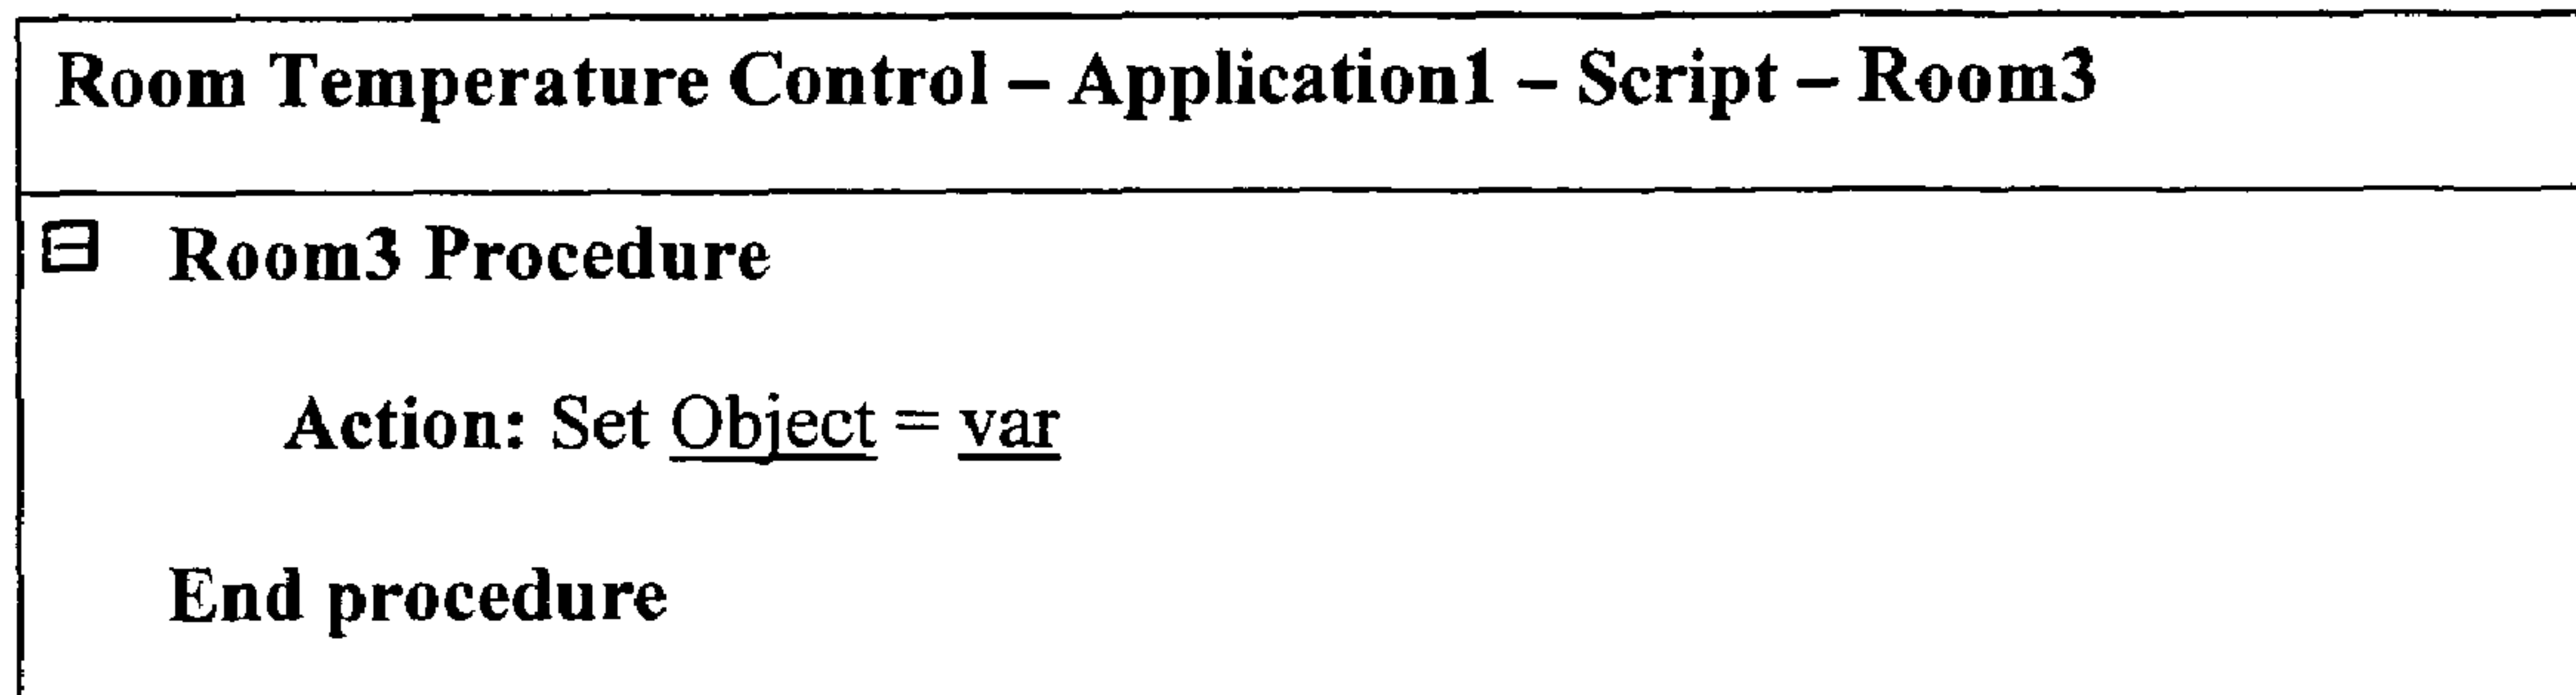 Room Temperature Control – Application1 – Script – Room3
Room3 Procedure
Action: Set Object = var
End procedure